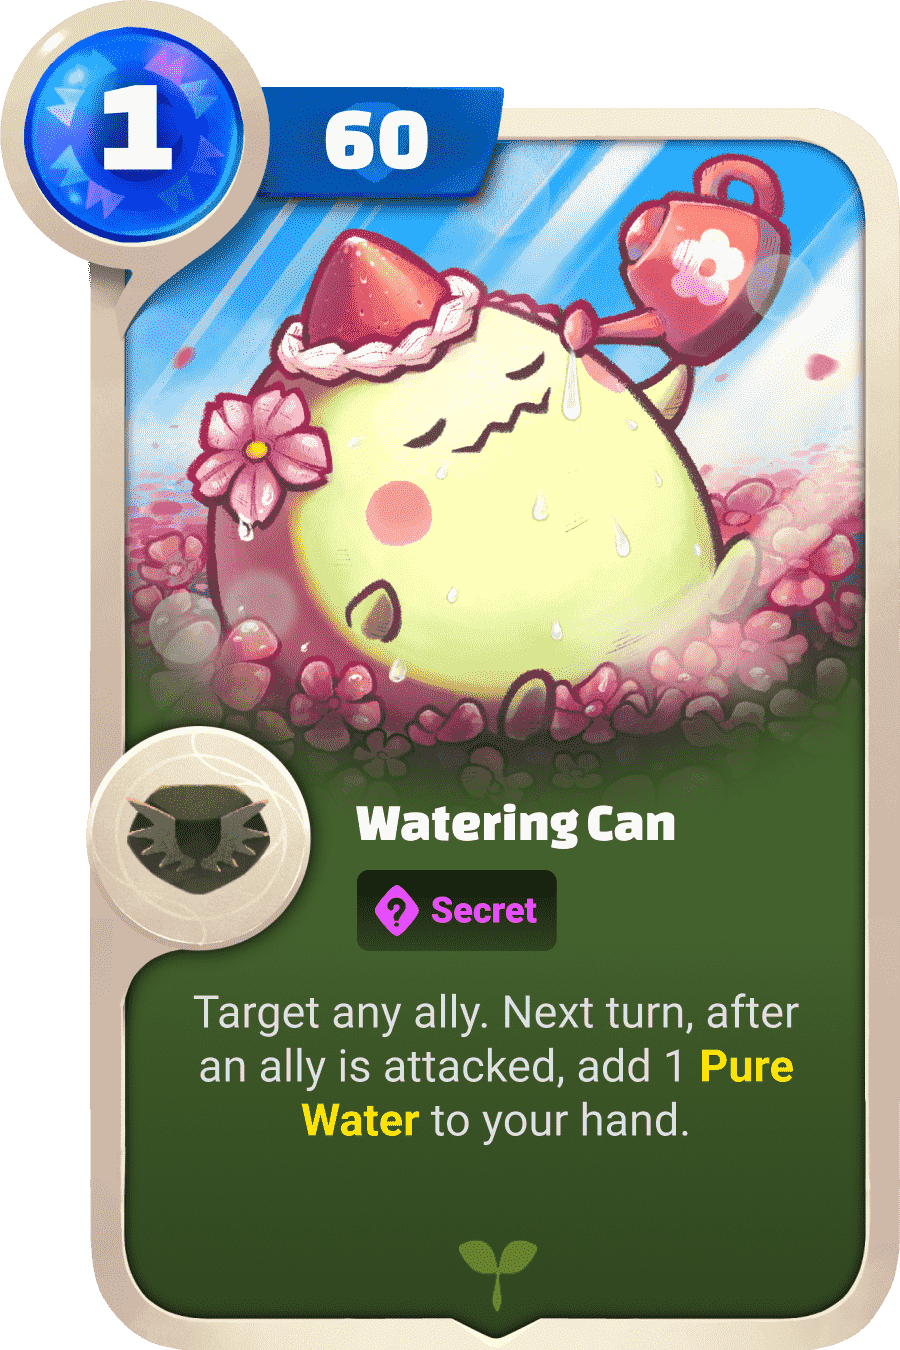 1
60
Watering Can
Secret
Target any ally. Next turn, after
an ally is attacked, add 1 Pure
Water to your hand.